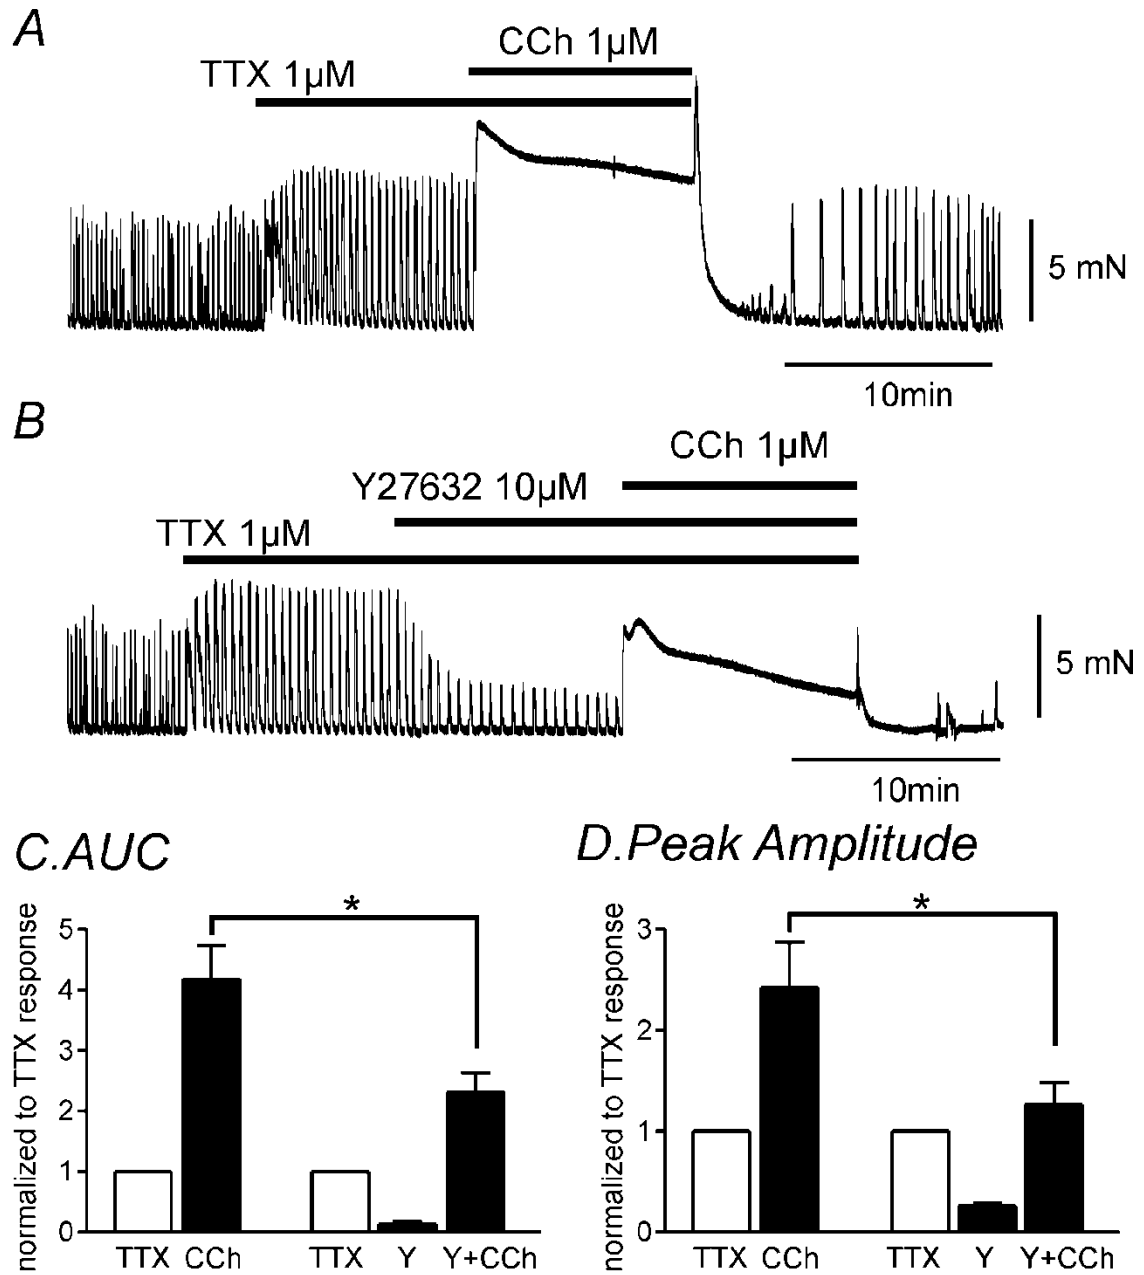 A
CCh 1µM
TTX 1µM
5 mN
10min
B
CCh 1µM
Y27632 10µM
TTX 1µM
5 mN
10min
C.AUC
D.Peak Amplitude
normalized to TTX response
5
4
3
2
1
0
*
TTX CCh TTX Y Y+CCh
normalized to TTX response
3
2
1
0
*
TTX CCh TTX Y Y+CCh